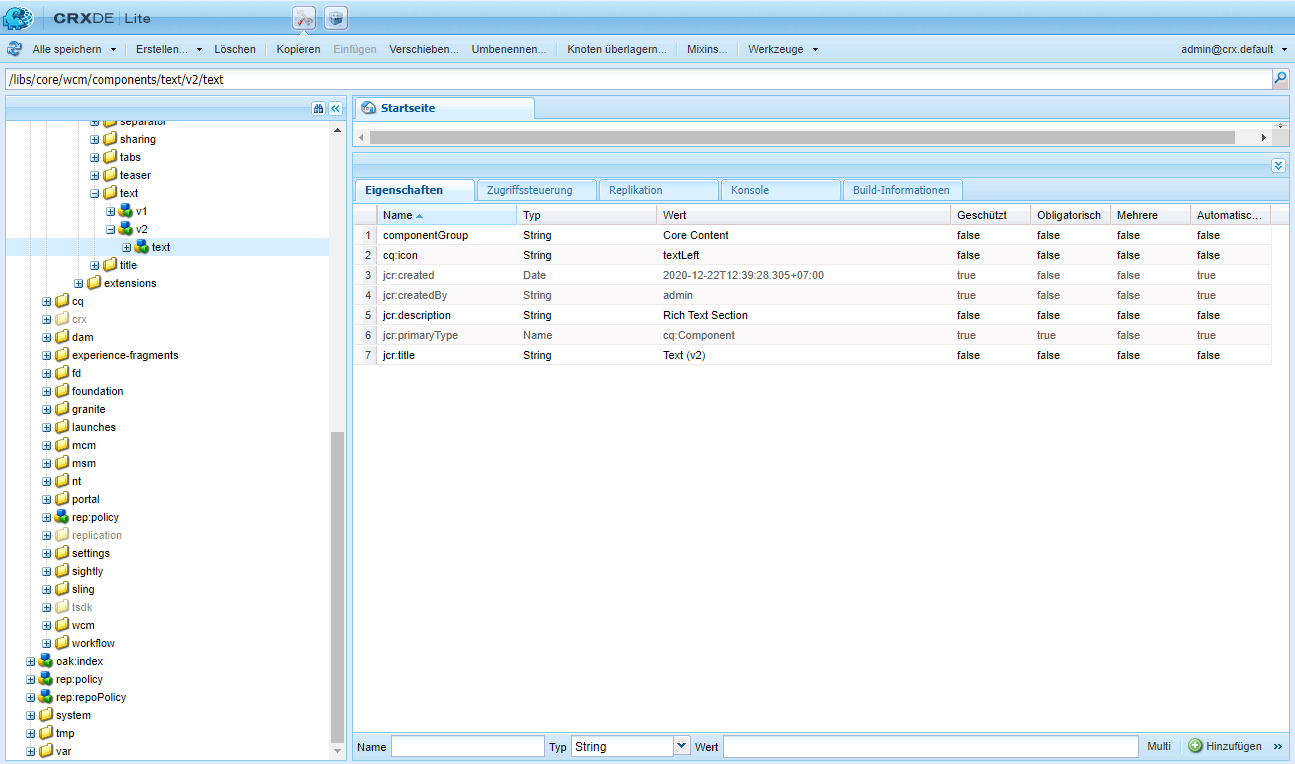 CRXDE | Lite
Alle speichern Erstellen... Löschen Kopieren Einfügen Verschieben... Umbenennen... Knoten überlagern... Mixins... Werkzeuge admin@crx.default
/libs/core/wcm/components/text/v2/text
separator
sharing
tabs
teaser
text
v1
v2
text
title
extensions
cq
crx
dam
experience-fragments
fd
foundation
granite
launches
mcm
msm
nt
portal
rep:policy
replication
settings
sightly
sling
tsdk
wcm
workflow
oak:index
rep:policy
rep:repoPolicy
system
tmp
var
Startseite
Eigenschaften Zugriffssteuerung Replikation Konsole Build-Informationen
Name Typ Wert Geschützt Obligatorisch Mehrere Automatisc...
1 componentGroup String Core Content false false false false
2 cq:icon String textLeft false false false false
3 jcr:created Date 2020-12-22T12:39:28.305+07:00 true false false true
4 jcr:createdBy String admin true false false true
5 jcr:description String Rich Text Section false false false false
6 jcr:primaryType Name cq:Component true true false true
7 jcr:title String Text (v2) false false false false
Name Typ String Wert Multi Hinzufügen »